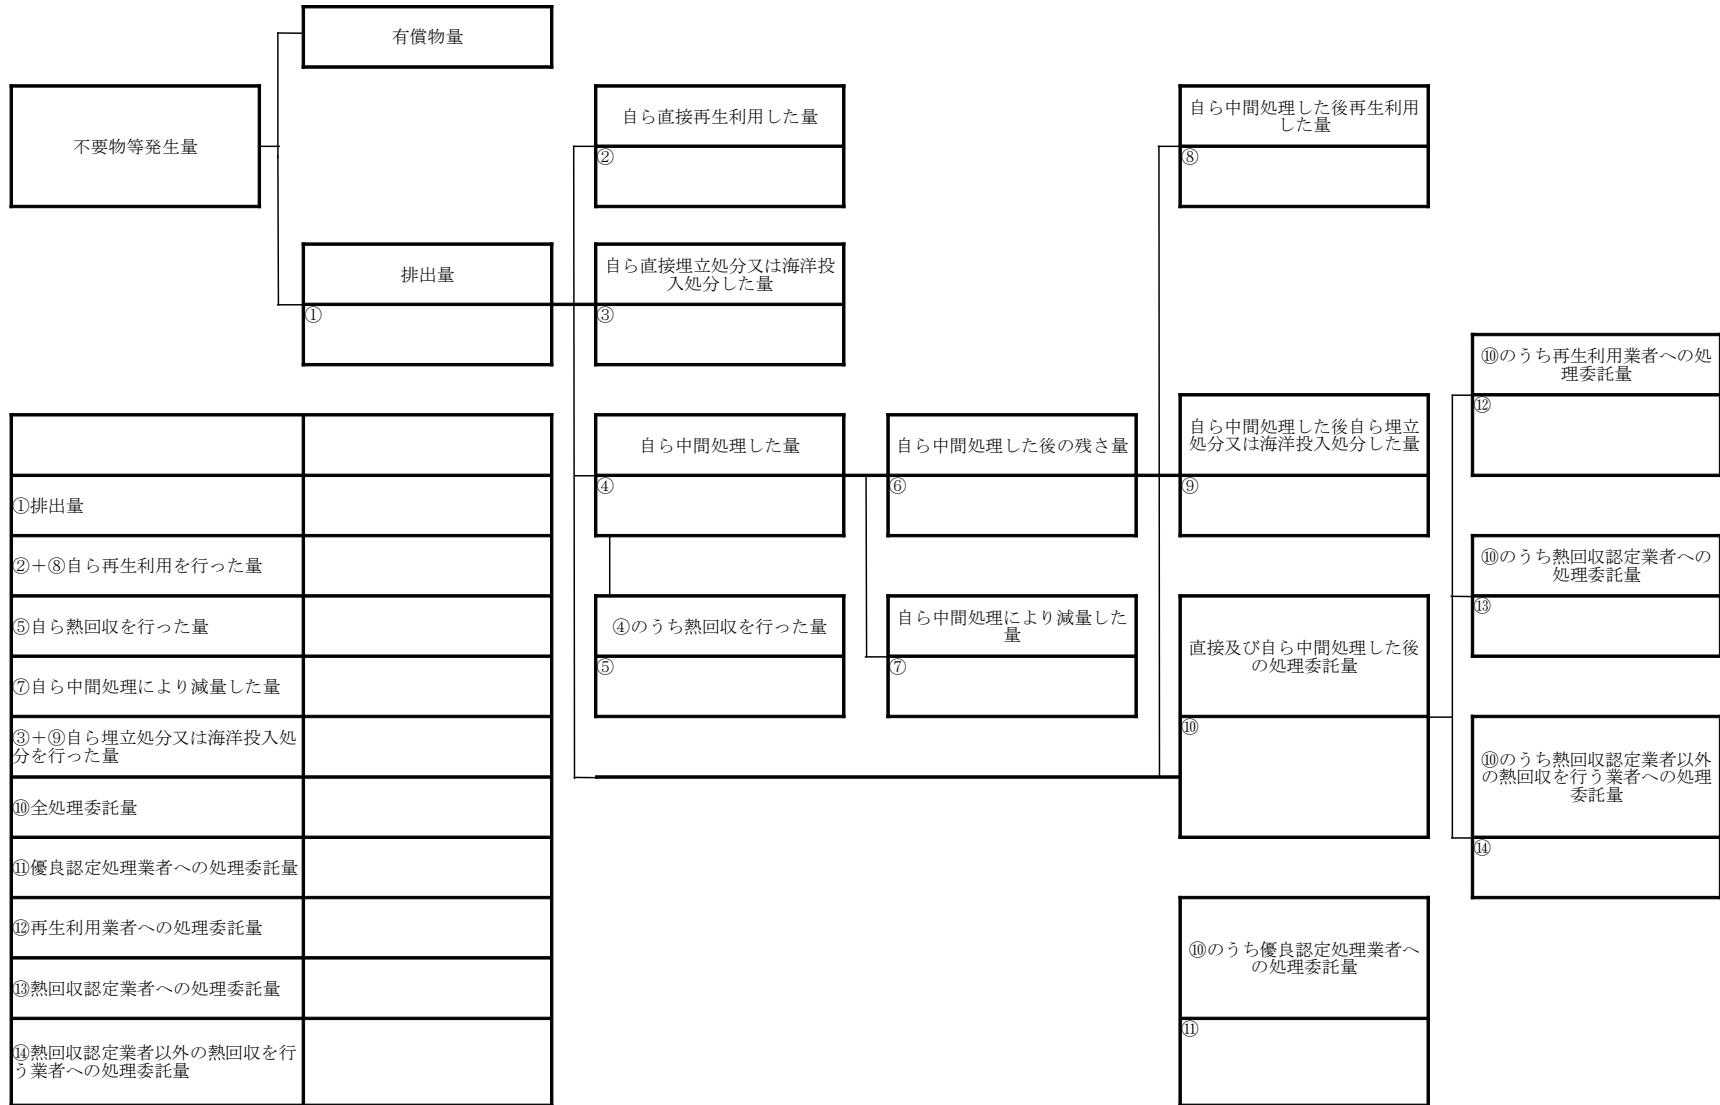 有償物量
不要物等発生量
自ら直接再生利用した量
②
自ら中間処理した後再生利用
した量
⑧
排出量
①
自ら直接埋立処分又は海洋投
入処分した量
③
⑩のうち再生利用業者への処
理委託量
⑫
自ら中間処理した量
④
自ら中間処理した後の残さ量
⑥
自ら中間処理した後自ら埋立
処分又は海洋投入処分した量
⑨
⑩のうち熱回収認定業者への
処理委託量
⑬
④のうち熱回収を行った量
⑤
自ら中間処理により減量した
量
⑦
直接及び自ら中間処理した後
の処理委託量
⑩
⑩のうち熱回収認定業者以外
の熱回収を行う業者への処理
委託量
⑭
⑩のうち優良認定処理業者へ
の処理委託量
⑪
①排出量
②+⑧自ら再生利用を行った量
⑤自ら熱回収を行った量
⑦自ら中間処理により減量した量
③+⑨自ら埋立処分又は海洋投入処
分を行った量
⑩全処理委託量
⑪優良認定処理業者への処理委託量
⑫再生利用業者への処理委託量
⑬熱回収認定業者への処理委託量
⑭熱回収認定業者以外の熱回収を行
う業者への処理委託量